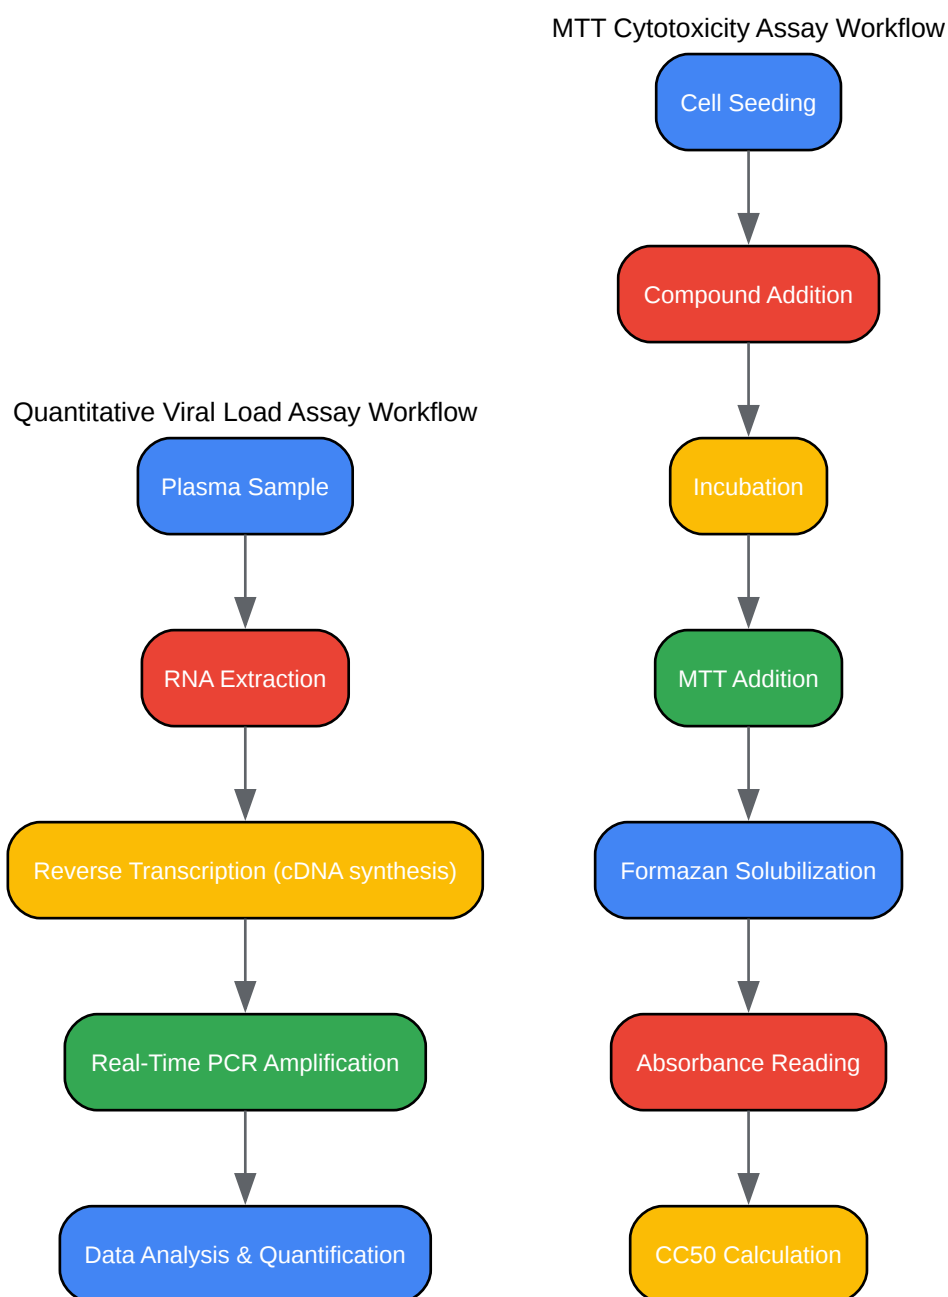 MTT Cytotoxicity Assay Workflow
Cell Seeding
Compound Addition
Incubation
MTT Addition
Formazan Solubilization
Absorbance Reading
CC50 Calculation
Quantitative Viral Load Assay Workflow
Plasma Sample
RNA Extraction
Reverse Transcription (cDNA synthesis)
Real-Time PCR Amplification
Data Analysis & Quantification